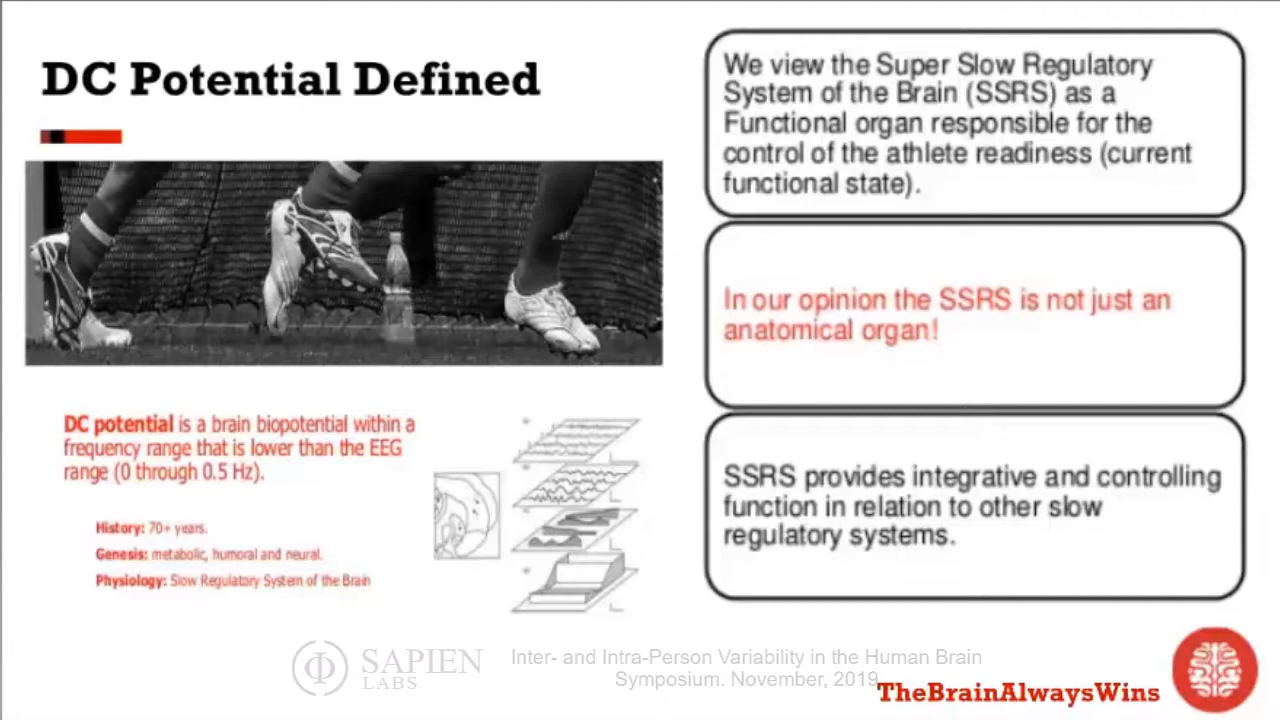 DC Potential Defined
DC potential is a brain biopotential within a
frequency range that is lower than the EEG
range (0 through 0.5 Hz).
History: 70+ years.
Genesis: metabolic, humoral and neural.
Physiology: Slow Regulatory System of the Brain
We view the Super Slow Regulatory
System of the Brain (SSRS) as a
Functional organ responsible for the
control of the athlete readiness (current
functional state).
In our opinion the SSRS is not just an
anatomical organ!
SSRS provides integrative and controlling
function in relation to other slow
regulatory systems.
SAPIEN
LABS
Inter- and Intra-Person Variability in the Human Brain
Symposium. November, 2019
TheBrainAlwaysWins